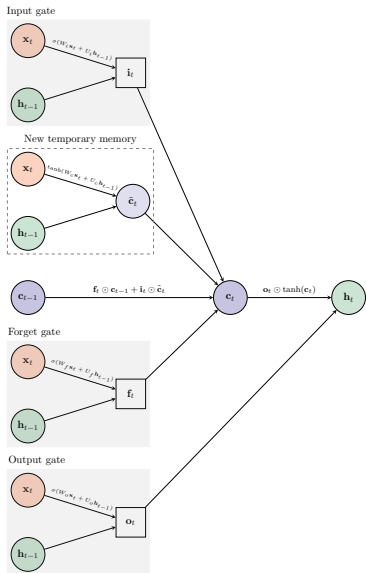 Input gate
x_t
σ(W_i x_t + U_i h_{t−1})
i_t
h_{t−1}
New temporary memory
x_t
tanh(W_c x_t + U_c h_{t−1})
c̃_t
h_{t−1}
c_{t−1}
f_t ⊙ c_{t−1} + i_t ⊙ c̃_t
c_t
o_t ⊙ tanh(c_t)
h_t
Forget gate
x_t
σ(W_f x_t + U_f h_{t−1})
f_t
h_{t−1}
Output gate
x_t
σ(W_o x_t + U_o h_{t−1})
o_t
h_{t−1}